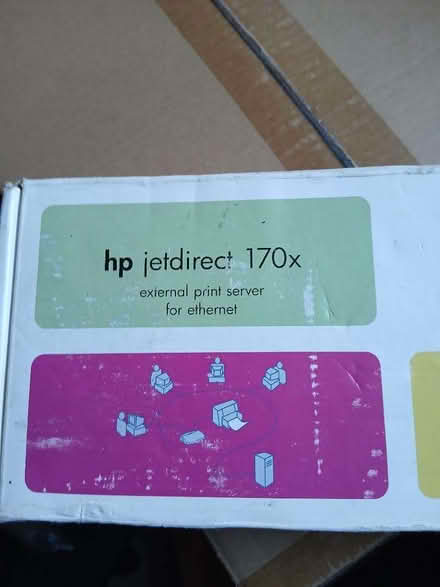 hp jetdirect 170x
external print server
for ethernet